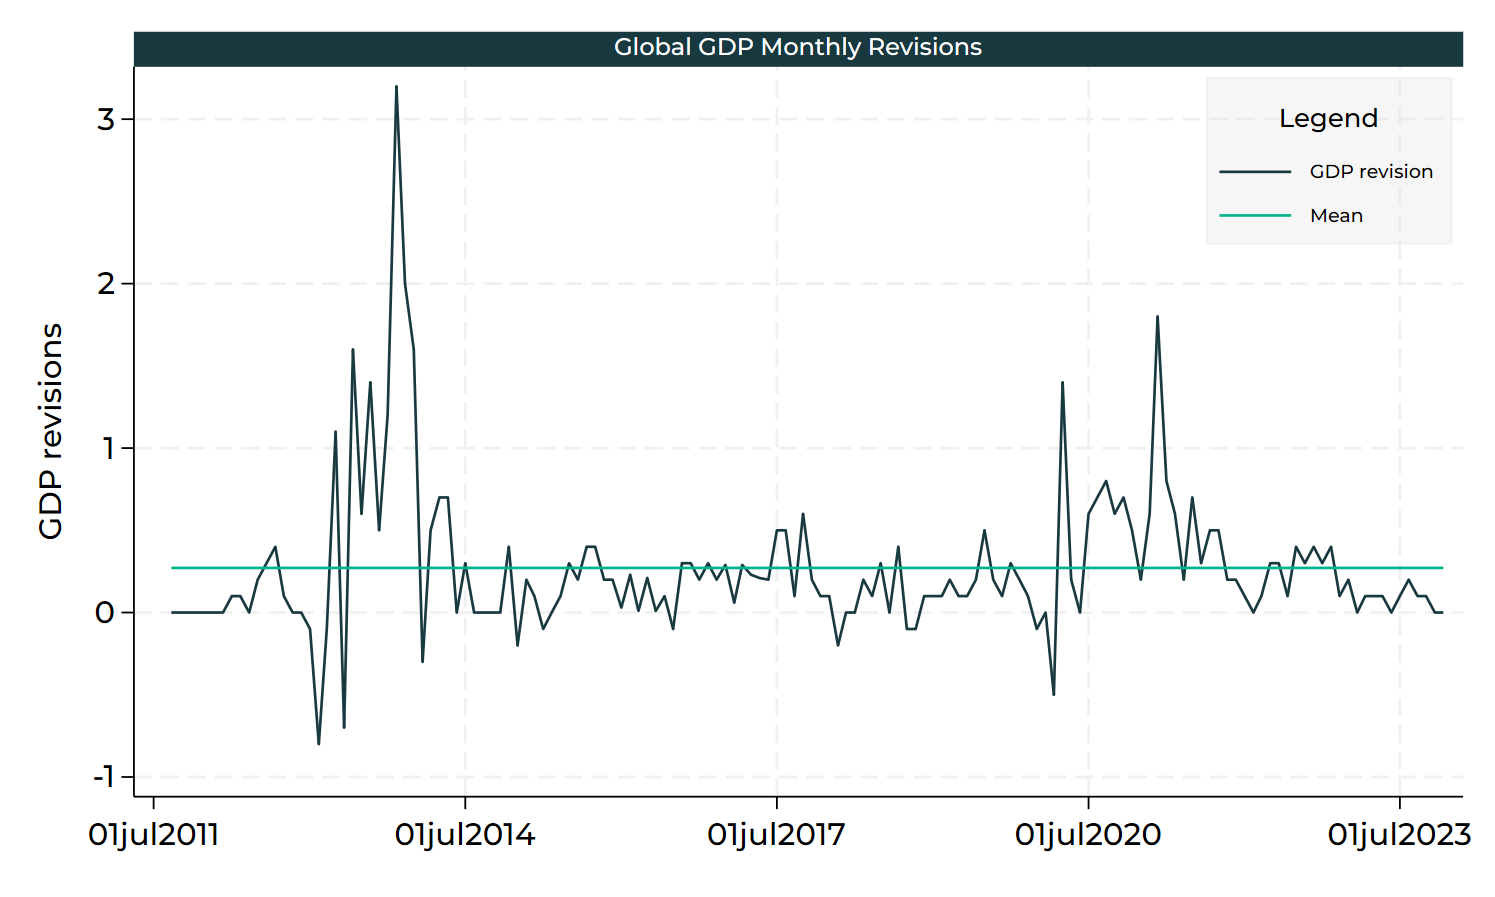 Global GDP Monthly Revisions
Legend
GDP revision
Mean
GDP revisions
3
2
1
0
-1
01jul2011
01jul2014
01jul2017
01jul2020
01jul2023